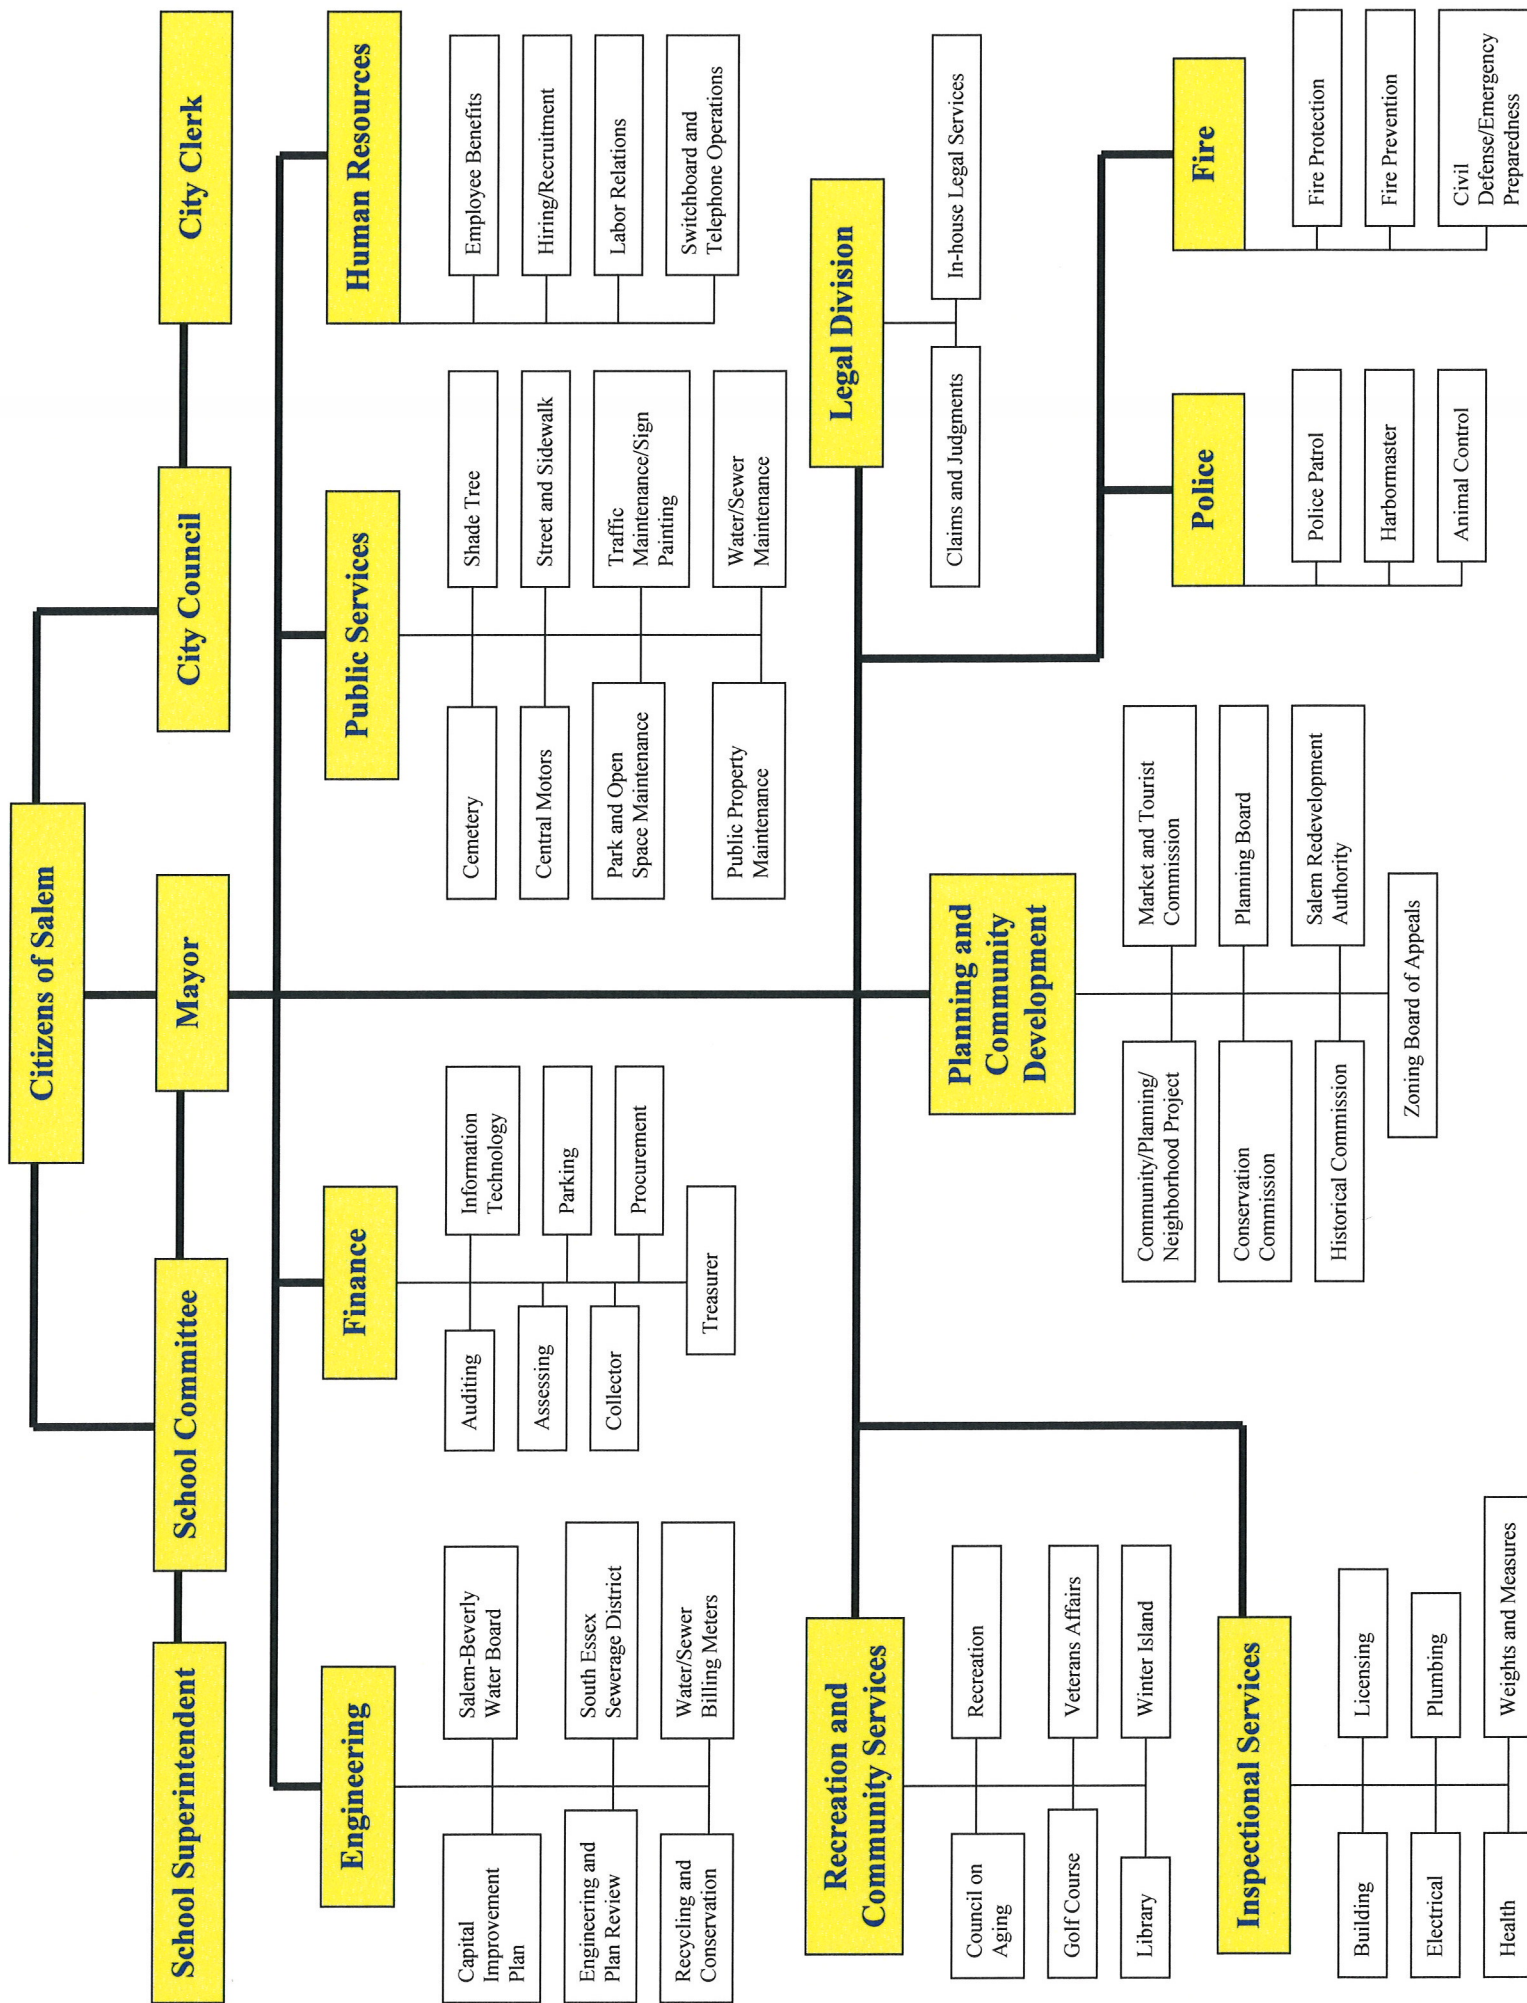 Citizens of Salem
School Superintendent
School Committee
Mayor
City Council
City Clerk
Engineering
Capital
Improvement
Plan
Salem-Beverly
Water Board
Engineering and
Plan Review
South Essex
Sewerage District
Recycling and
Conservation
Water/Sewer
Billing Meters
Finance
Auditing
Information
Technology
Assessing
Parking
Collector
Procurement
Treasurer
Public Services
Cemetery
Shade Tree
Central Motors
Street and Sidewalk
Park and Open
Space Maintenance
Traffic
Maintenance/Sign
Painting
Public Property
Maintenance
Water/Sewer
Maintenance
Human Resources
Employee Benefits
Hiring/Recruitment
Labor Relations
Switchboard and
Telephone Operations
Recreation and
Community Services
Council on
Aging
Recreation
Golf Course
Veterans Affairs
Library
Winter Island
Planning and
Community
Development
Community/Planning/
Neighborhood Project
Market and Tourist
Commission
Conservation
Commission
Planning Board
Historical Commission
Salem Redevelopment
Authority
Zoning Board of Appeals
Legal Division
Claims and Judgments
In-house Legal Services
Inspectional Services
Building
Licensing
Electrical
Plumbing
Health
Weights and Measures
Police
Police Patrol
Harbormaster
Animal Control
Fire
Fire Protection
Fire Prevention
Civil
Defense/Emergency
Preparedness